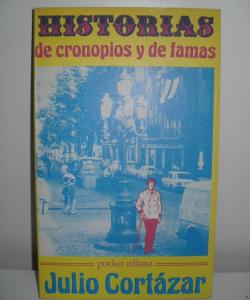 HISTORIAS
de cronopios y de famas
pocket edhasa
Julio Cortázar